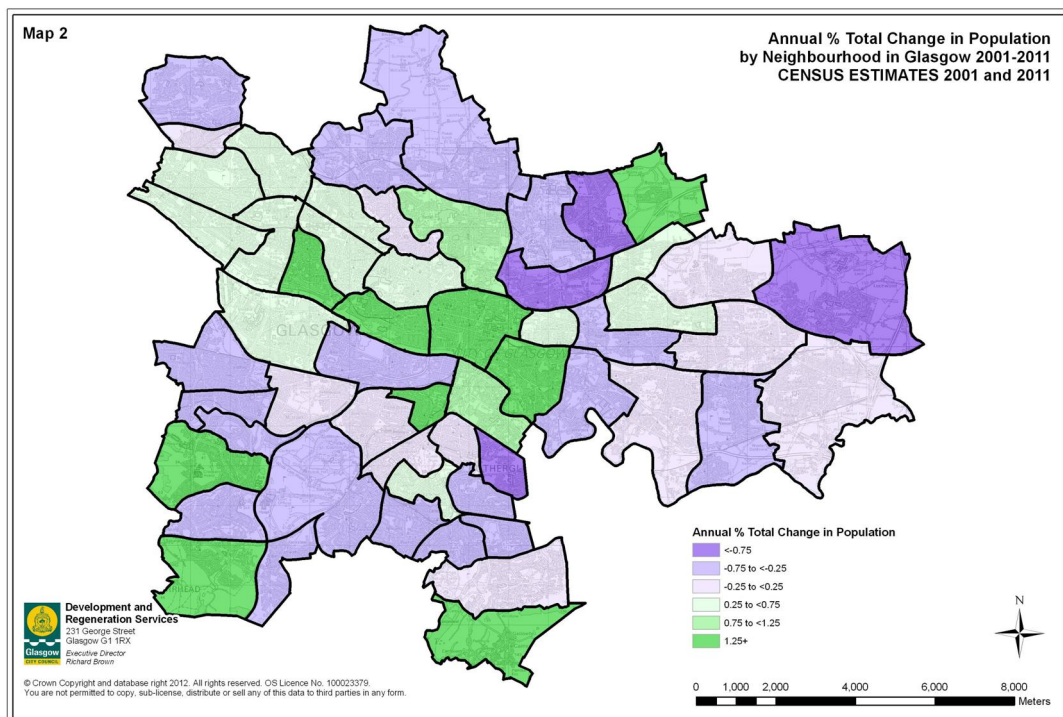 Map 2
Annual % Total Change in Population
by Neighbourhood in Glasgow 2001-2011
CENSUS ESTIMATES 2001 and 2011
GLASGO
THERGL
RHEAD
Annual % Total Change in Population
<-0.75
-0.75 to <-0.25
-0.25 to <0.25
0.25 to <0.75
0.75 to <1.25
1.25+
N
Development and
Regeneration Services
231 George Street
Glasgow G1 1RX
Executive Director
Richard Brown
Glasgow
CITY COUNCIL
© Crown Copyright and database right 2012. All rights reserved. OS Licence No. 100023379.
You are not permitted to copy, sub-license, distribute or sell any of this data to third parties in any form.
0 1,000 2,000 4,000 6,000 8,000
Meters